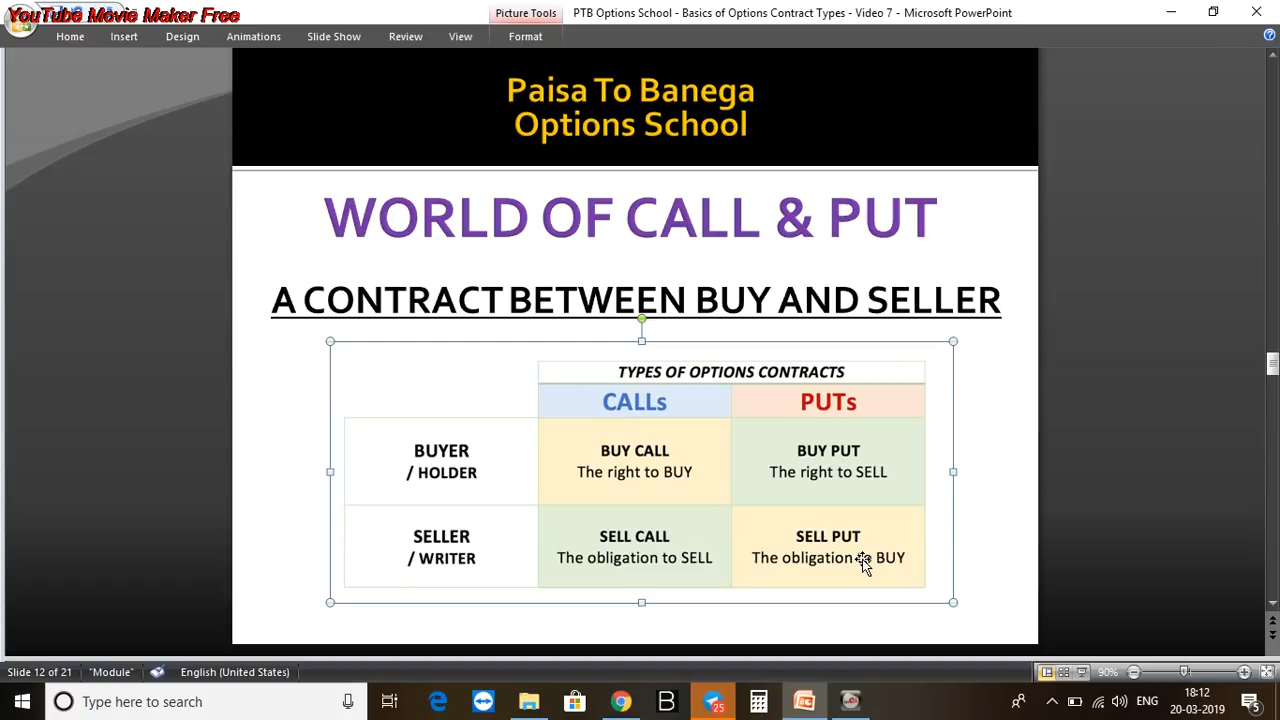 YouTube Movie Maker Free
Picture Tools
PTB Options School - Basics of Options Contract Types - Video 7 - Microsoft PowerPoint
Home Insert Design Animations Slide Show Review View Format
Paisa To Banega
Options School
WORLD OF CALL & PUT
A CONTRACT BETWEEN BUY AND SELLER
TYPES OF OPTIONS CONTRACTS
CALLs PUTs
BUYER
/ HOLDER
BUY CALL
The right to BUY
BUY PUT
The right to SELL
SELLER
/ WRITER
SELL CALL
The obligation to SELL
SELL PUT
The obligation to BUY
Slide 12 of 21 "Module" English (United States) 90%
Type here to search
25
ENG
18:12
20-03-2019
5